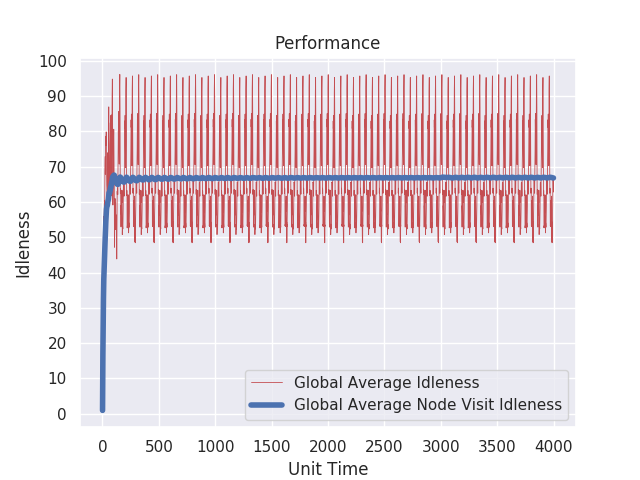 Performance
100
90
80
70
60
50
40
30
20
10
0
Idleness
Global Average Idleness
Global Average Node Visit Idleness
0 500 1000 1500 2000 2500 3000 3500 4000
Unit Time